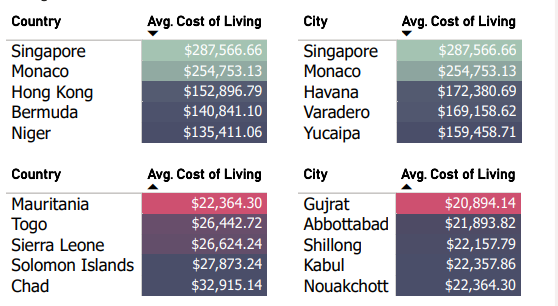 Country Avg. Cost of Living City Avg. Cost of Living
Singapore $287,566.66 Singapore $287,566.66
Monaco $254,753.13 Monaco $254,753.13
Hong Kong $152,896.79 Havana $172,380.69
Bermuda $140,841.10 Varadero $169,158.62
Niger $135,411.06 Yucaipa $159,458.71
Country Avg. Cost of Living City Avg. Cost of Living
Mauritania $22,364.30 Gujrat $20,894.14
Togo $26,442.72 Abbottabad $21,893.82
Sierra Leone $26,624.24 Shillong $22,157.79
Solomon Islands $27,873.24 Kabul $22,357.86
Chad $32,915.14 Nouakchott $22,364.30